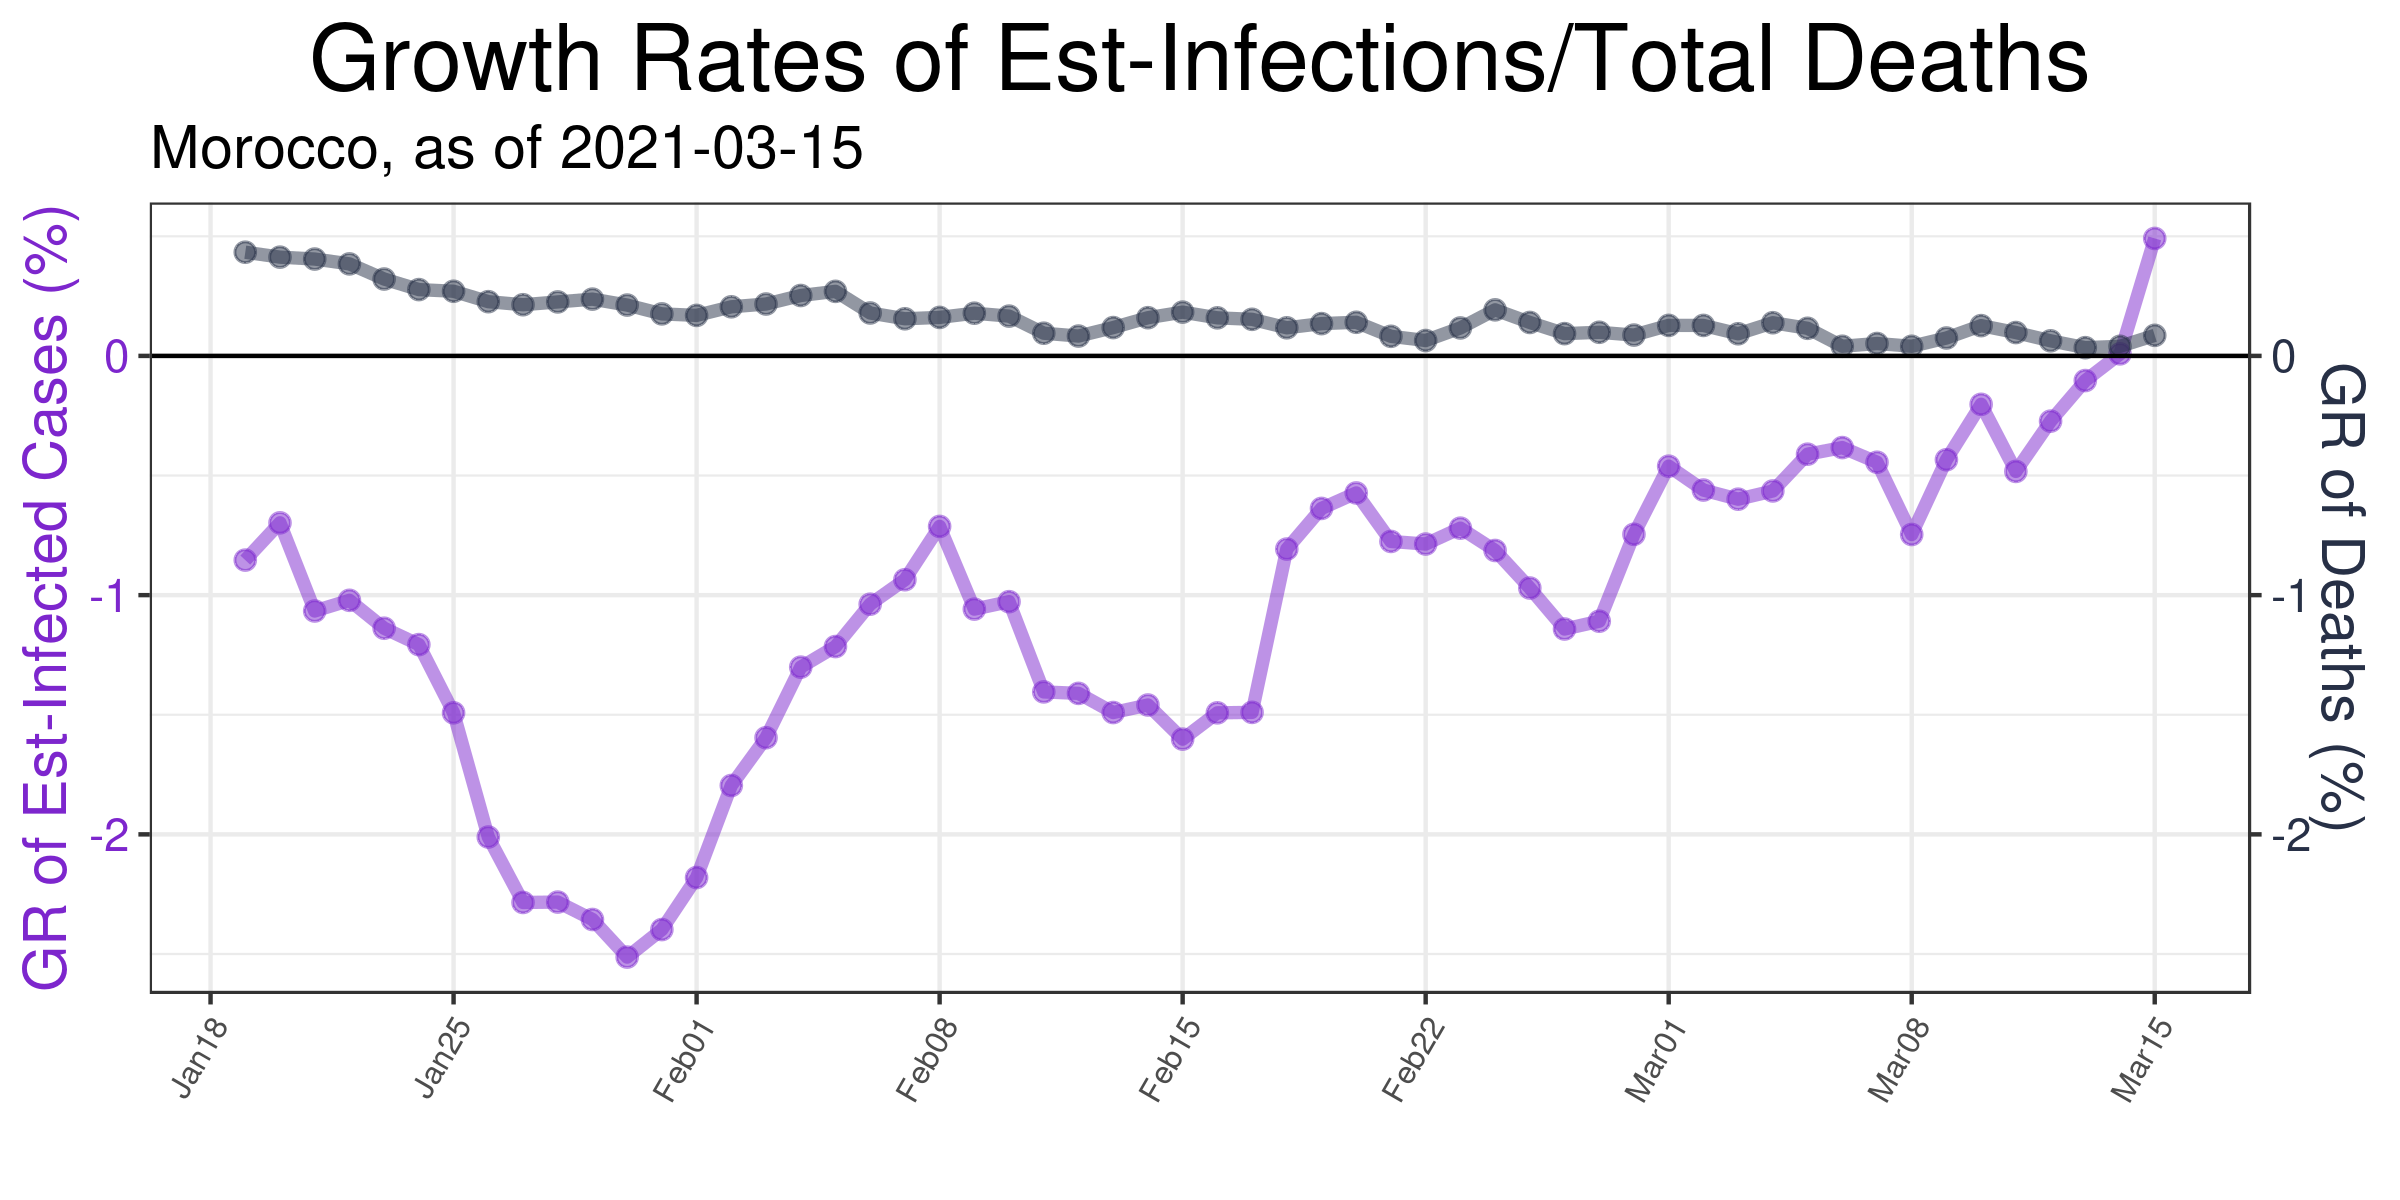 Growth Rates of Est-Infections/Total Deaths
Morocco, as of 2021-03-15
GR of Est-Infected Cases (%)
0
-1
-2
0
-1
-2
GR of Deaths (%)
Jan18
Jan25
Feb01
Feb08
Feb15
Feb22
Mar01
Mar08
Mar15